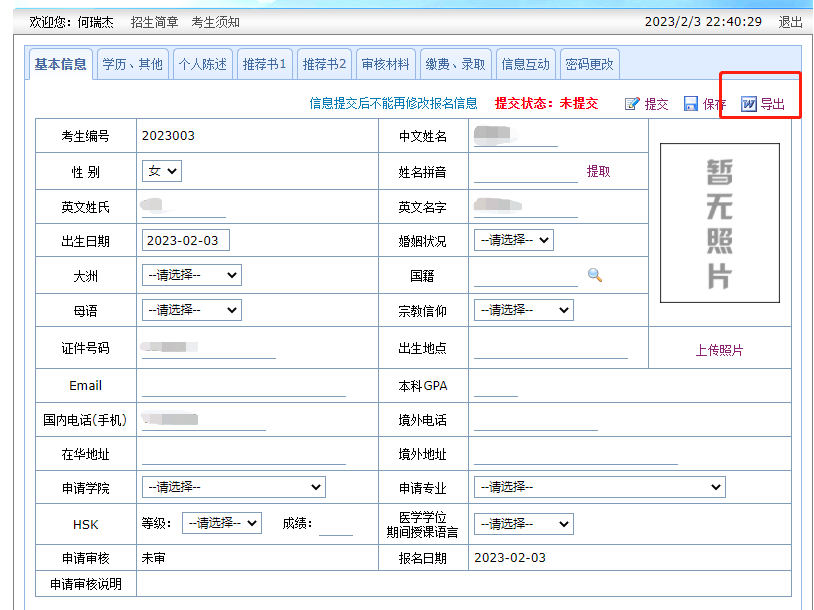 欢迎您：何瑞杰 招生简章 考生须知 2023/2/3 22:40:29 退出
基本信息 学历、其他 个人陈述 推荐书1 推荐书2 审核材料 缴费、录取 信息互动 密码更改
信息提交后不能再修改报名信息 提交状态：未提交 提交 保存 导出
考生编号 2023003 中文姓名
性 别 女 姓名拼音 提取
英文姓氏 英文名字
出生日期 2023-02-03 婚姻状况 --请选择--
大洲 --请选择-- 国籍
母语 --请选择-- 宗教信仰 --请选择--
暂无照片
证件号码 出生地点 上传照片
Email 本科GPA
国内电话(手机) 境外电话
在华地址 境外地址
申请学院 --请选择-- 申请专业 --请选择--
HSK 等级： --请选择-- 成绩： 医学学位
期间授课语言 --请选择--
申请审核 未审 报名日期 2023-02-03
申请审核说明